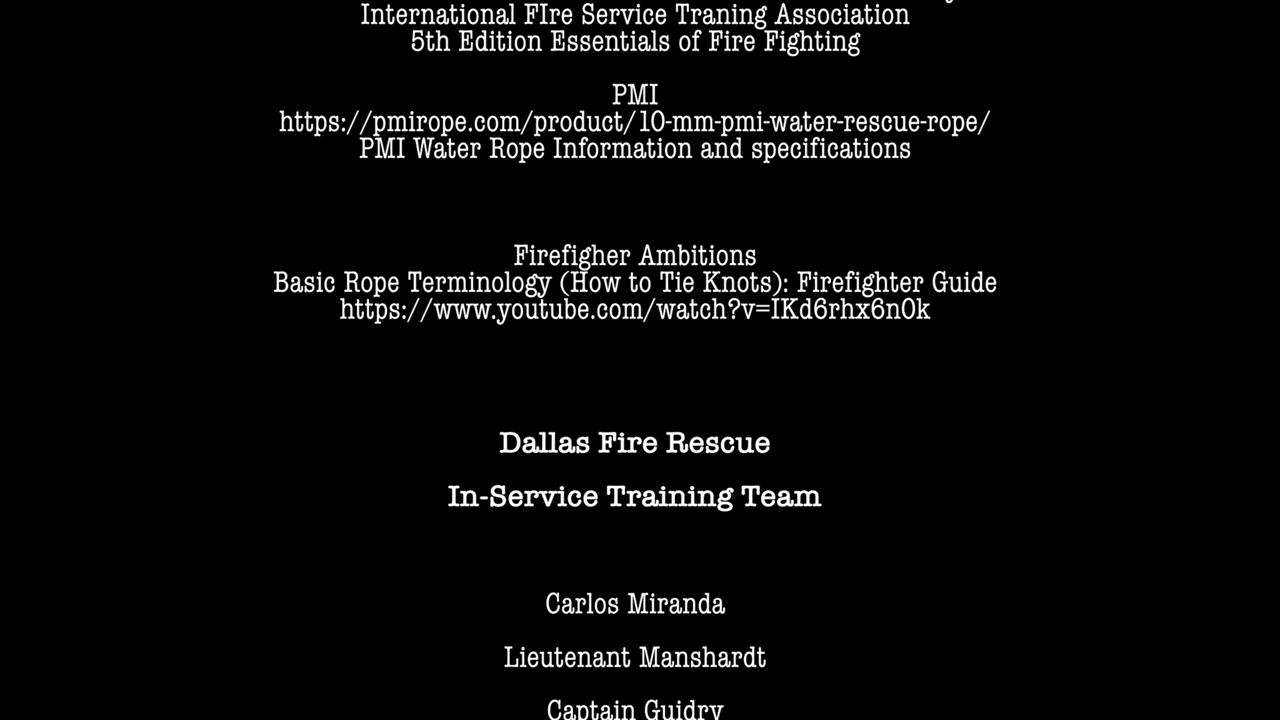 International FIre Service Traning Association
5th Edition Essentials of Fire Fighting
PMI
https://pmirope.com/product/10-mm-pmi-water-rescue-rope/
PMI Water Rope Information and specifications
Firefigher Ambitions
Basic Rope Terminology (How to Tie Knots): Firefighter Guide
https://www.youtube.com/watch?v=IKd6rhx6n0k
Dallas Fire Rescue
In-Service Training Team
Carlos Miranda
Lieutenant Manshardt
Captain Guidry